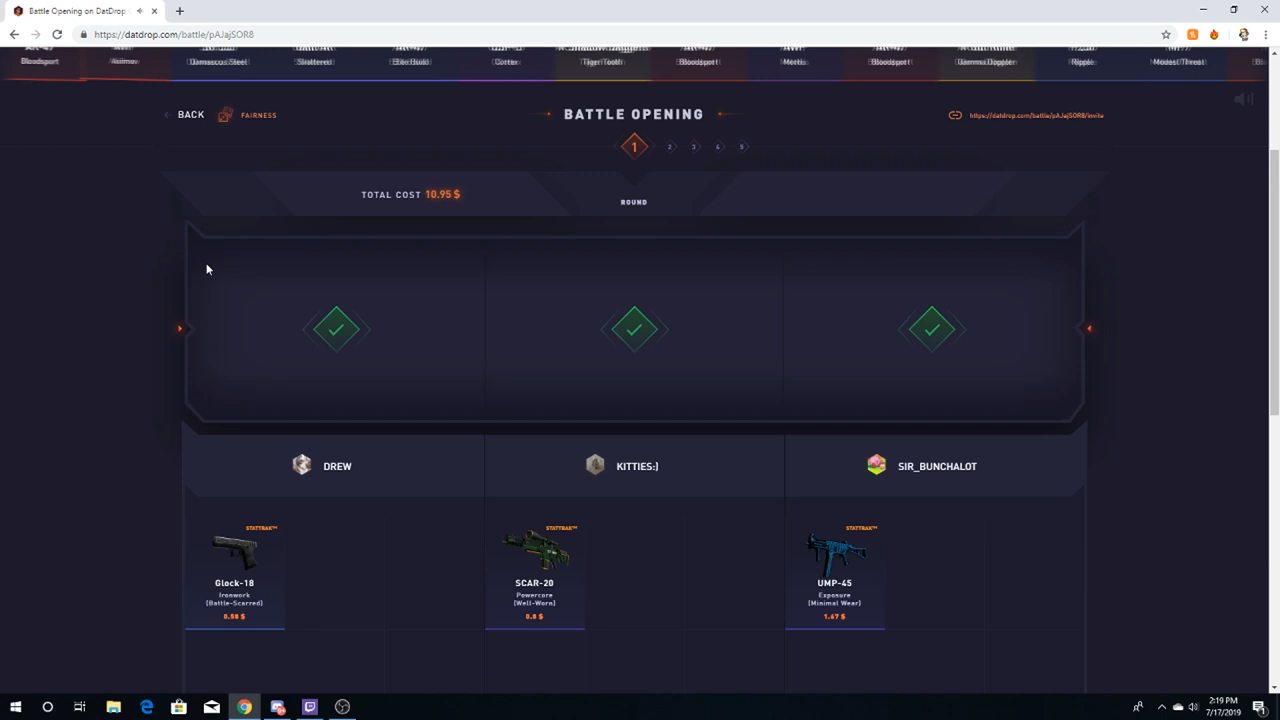 Battle Opening on DatDrop
https://datdrop.com/battle/pAJajSOR8
Bloodsport
Asiimov
Damascus Steel
Shattered
Elite Build
Cortex
Tiger Tooth
Bloodsport
Mortis
Bloodsport
Gamma Doppler
Ripple
Modest Threat
BACK
FAIRNESS
BATTLE OPENING
https://datdrop.com/battle/pAJajSOR8/invite
1 2 3 4 5
TOTAL COST 10.95 $
ROUND
DREW
KITTIES:]
SIR_BUNCHALOT
STATTRAK™
Glock-18
Ironwork
(Battle-Scarred)
0.58 $
STATTRAK™
SCAR-20
Powercore
(Well-Worn)
0.8 $
STATTRAK™
UMP-45
Exposure
(Minimal Wear)
1.67 $
2:19 PM
7/17/2019